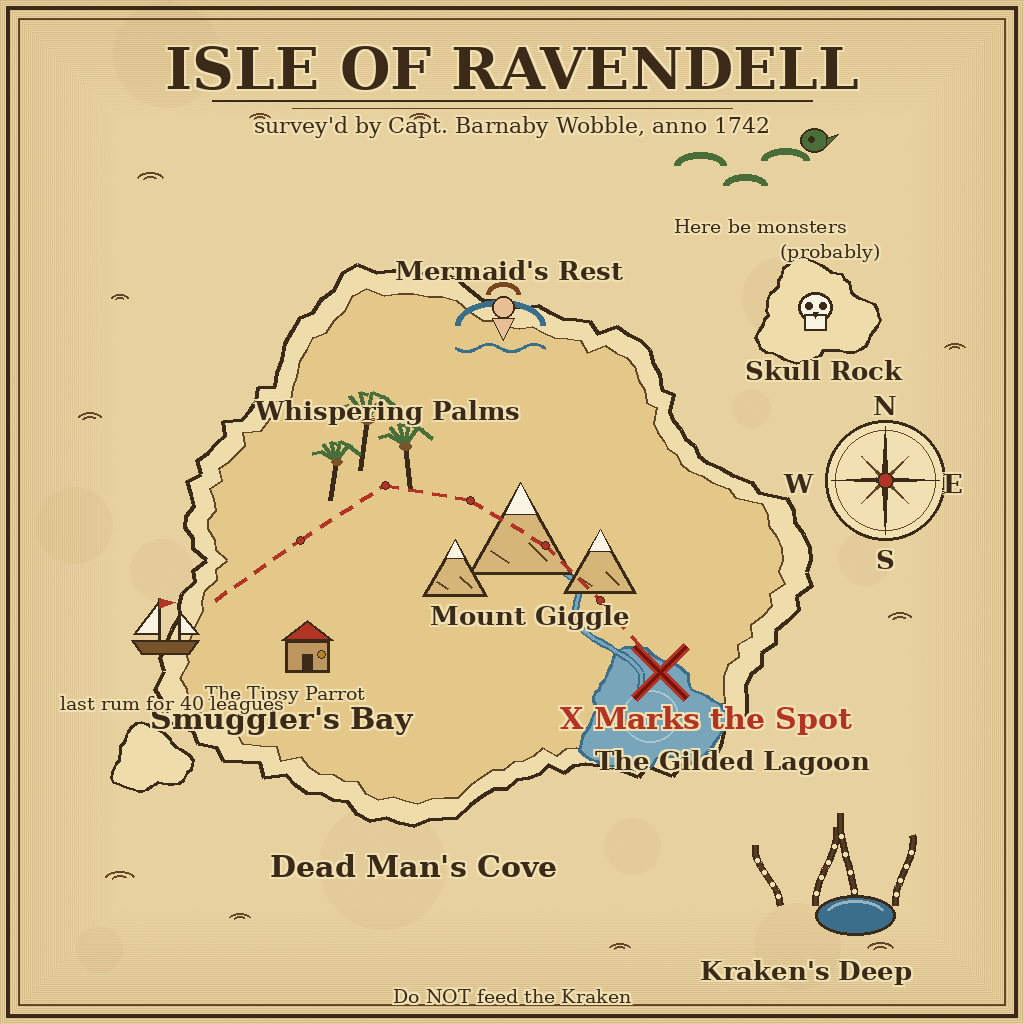 ISLE OF RAVENDELL
survey'd by Capt. Barnaby Wobble, anno 1742
Here be monsters
(probably)
Mermaid's Rest
Skull Rock
N
Whispering Palms
W
E
S
Mount Giggle
The Tipsy Parrot
last rum for 40 leagues
Smuggler's Bay
X Marks the Spot
The Gilded Lagoon
Dead Man's Cove
Kraken's Deep
Do NOT feed the Kraken